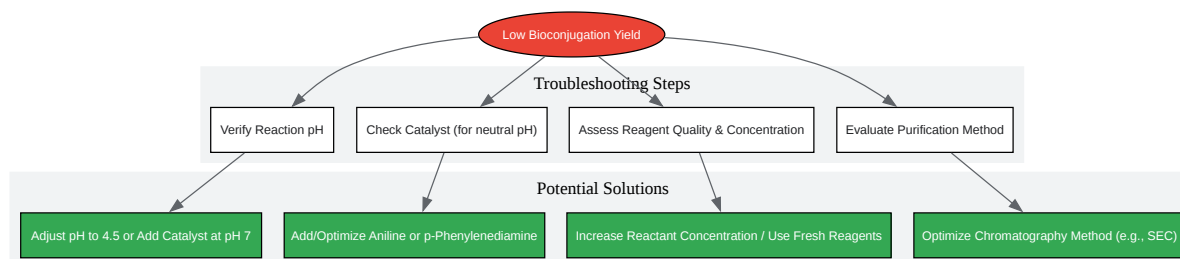 Low Bioconjugation Yield
Troubleshooting Steps
Verify Reaction pH
Check Catalyst (for neutral pH)
Assess Reagent Quality & Concentration
Evaluate Purification Method
Potential Solutions
Adjust pH to 4.5 or Add Catalyst at pH 7
Add/Optimize Aniline or p-Phenylenediamine
Increase Reactant Concentration / Use Fresh Reagents
Optimize Chromatography Method (e.g., SEC)